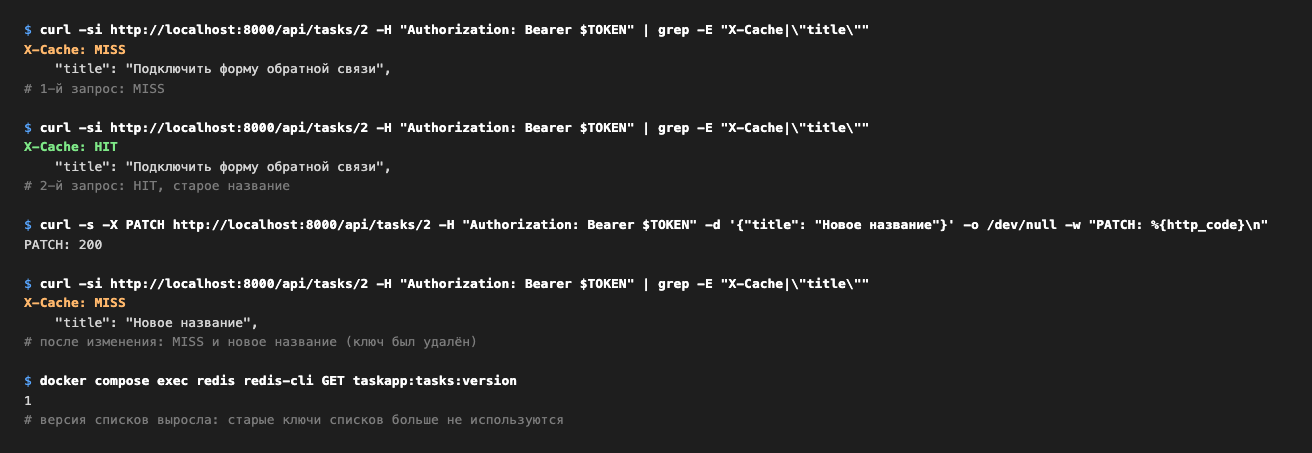 $ curl -si http://localhost:8000/api/tasks/2 -H "Authorization: Bearer $TOKEN" | grep -E "X-Cache|\"title\""
X-Cache: MISS
    "title": "Подключить форму обратной связи",
# 1-й запрос: MISS

$ curl -si http://localhost:8000/api/tasks/2 -H "Authorization: Bearer $TOKEN" | grep -E "X-Cache|\"title\""
X-Cache: HIT
    "title": "Подключить форму обратной связи",
# 2-й запрос: HIT, старое название

$ curl -s -X PATCH http://localhost:8000/api/tasks/2 -H "Authorization: Bearer $TOKEN" -d '{"title": "Новое название"}' -o /dev/null -w "PATCH: %{http_code}\n"
PATCH: 200

$ curl -si http://localhost:8000/api/tasks/2 -H "Authorization: Bearer $TOKEN" | grep -E "X-Cache|\"title\""
X-Cache: MISS
    "title": "Новое название",
# после изменения: MISS и новое название (ключ был удалён)

$ docker compose exec redis redis-cli GET taskapp:tasks:version
1
# версия списков выросла: старые ключи списков больше не используются